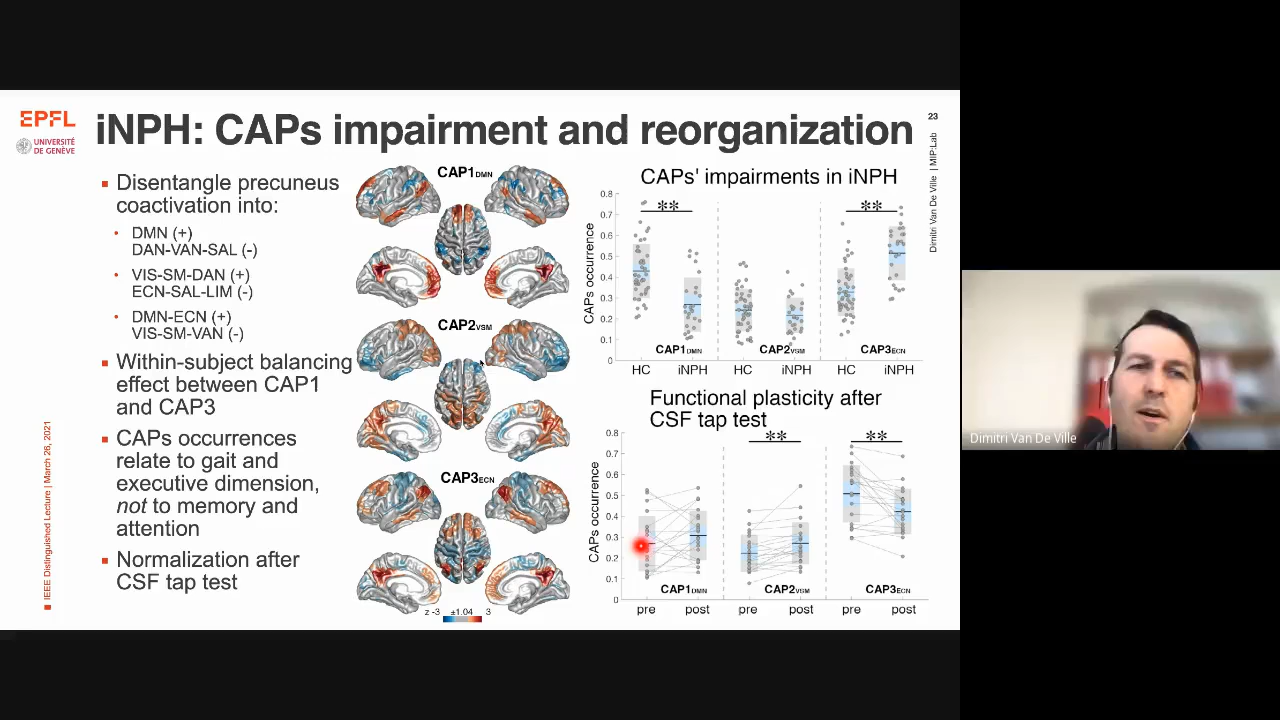 EPFL
UNIVERSITÉ
DE GENÈVE
iNPH: CAPs impairment and reorganization
23
Dimitri Van De Ville | MIP:Lab
IEEE Distinguished Lecture | March 26, 2021
Disentangle precuneus
coactivation into:
DMN (+)
DAN-VAN-SAL (-)
VIS-SM-DAN (+)
ECN-SAL-LIM (-)
DMN-ECN (+)
VIS-SM-VAN (-)
Within-subject balancing
effect between CAP1
and CAP3
CAPs occurrences
relate to gait and
executive dimension,
not to memory and
attention
Normalization after
CSF tap test
CAP1DMN
CAP2VSM
CAP3ECN
z -3 ±1.04 3
CAPs' impairments in iNPH
CAPs occurrence
0.8
0.7
0.6
0.5
0.4
0.3
0.2
0.1
0
** **
CAP1DMN CAP2VSM CAP3ECN
HC iNPH HC iNPH HC iNPH
Functional plasticity after
CSF tap test
CAPs occurrence
0.8
0.7
0.6
0.5
0.4
0.3
0.2
0.1
0
** **
CAP1DMN CAP2VSM CAP3ECN
pre post pre post pre post
Dimitri Van De Ville